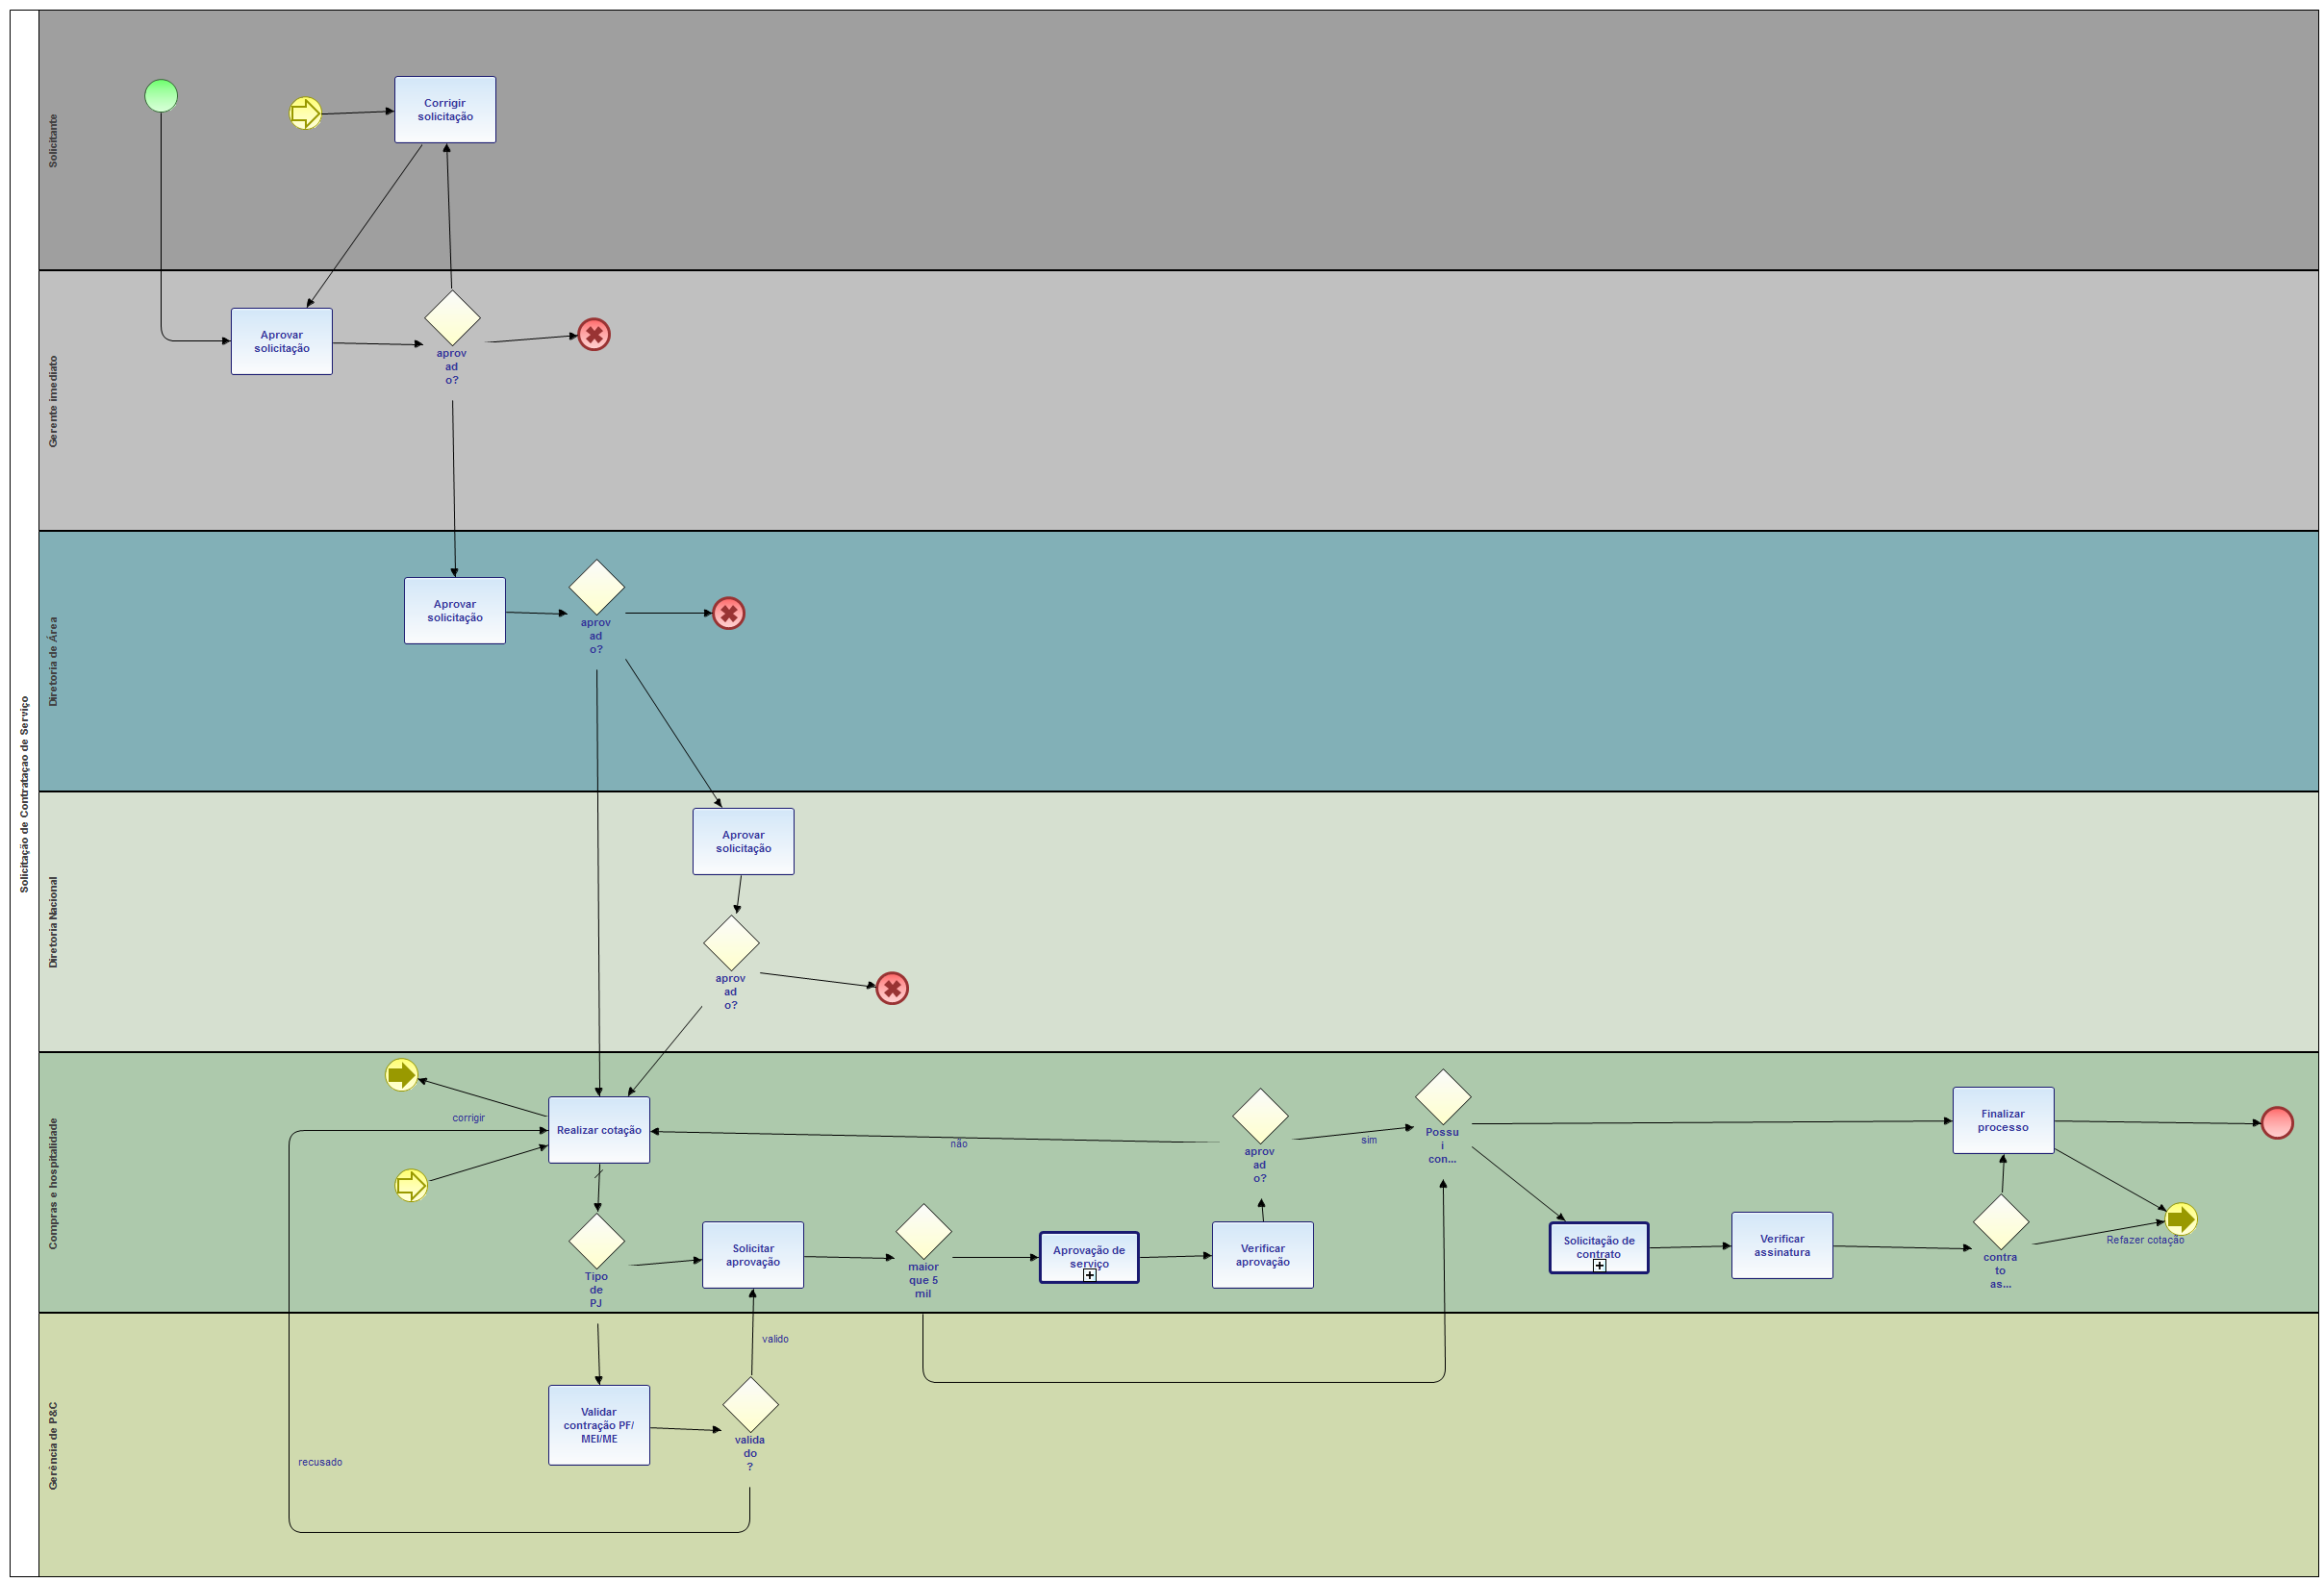 Solicitação de Contrataçao de Serviço
Solicitante
Corrigir
solicitação
Gerente imediato
Aprovar
solicitação
aprov
ad
o?
Diretoria de Área
Aprovar
solicitação
aprov
ad
o?
Diretoria Nacional
Aprovar
solicitação
aprov
ad
o?
Compras e hospitalidade
corrigir
Realizar cotação
não
aprov
ad
o?
sim
Possu
i
con...
Finalizar
processo
Tipo
de
PJ
Solicitar
aprovação
maior
que 5
mil
Aprovação de
serviço
Verificar
aprovação
Solicitação de
contrato
Verificar
assinatura
contra
to
as...
Refazer cotação
Gerência de P&C
valido
Validar
contração PF/
MEI/ME
valida
do
?
recusado